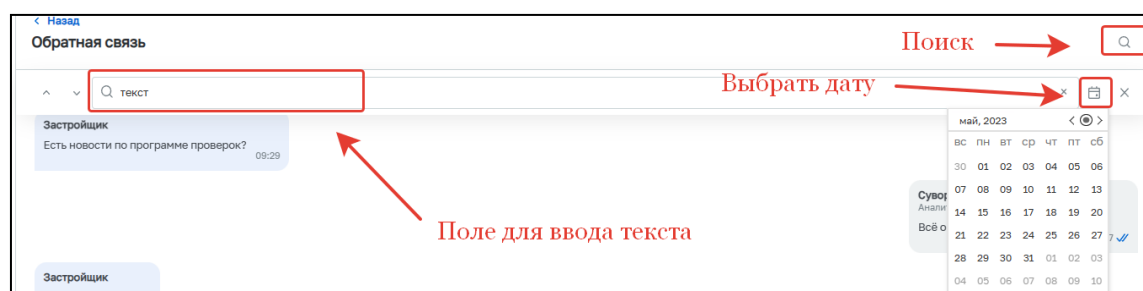 < Назад
Обратная связь
Поиск
текст
Выбрать дату
Застройщик
Есть новости по программе проверок?
09:29
май, 2023
вс пн вт ср чт пт сб
30 01 02 03 04 05 06
07 08 09 10 11 12 13
14 15 16 17 18 19 20
21 22 23 24 25 26 27
28 29 30 31 01 02 03
04 05 06 07 08 09 10
Сувор
Анали
Всё о
7
Поле для ввода текста
Застройщик